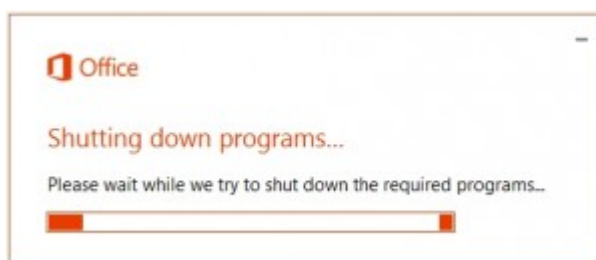 Office
Shutting down programs...
Please wait while we try to shut down the required programs...